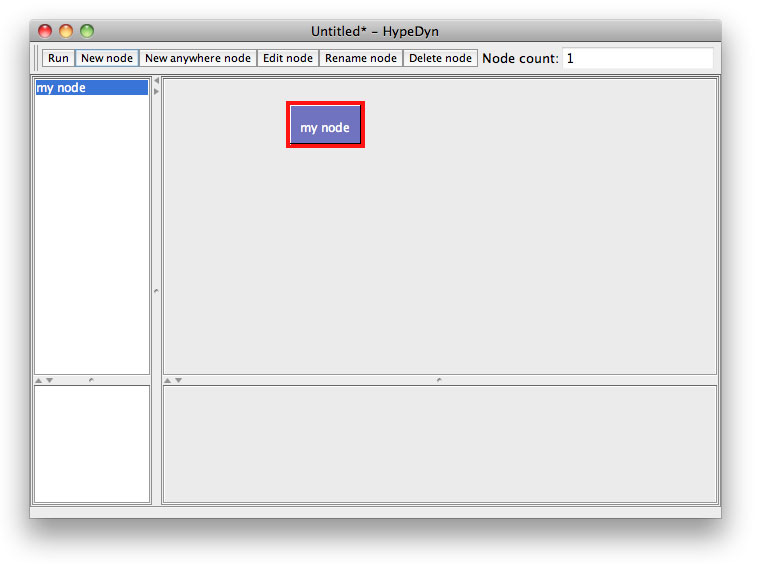 Untitled* – HypeDyn
Run New node New anywhere node Edit node Rename node Delete node Node count: 1
my node
my node